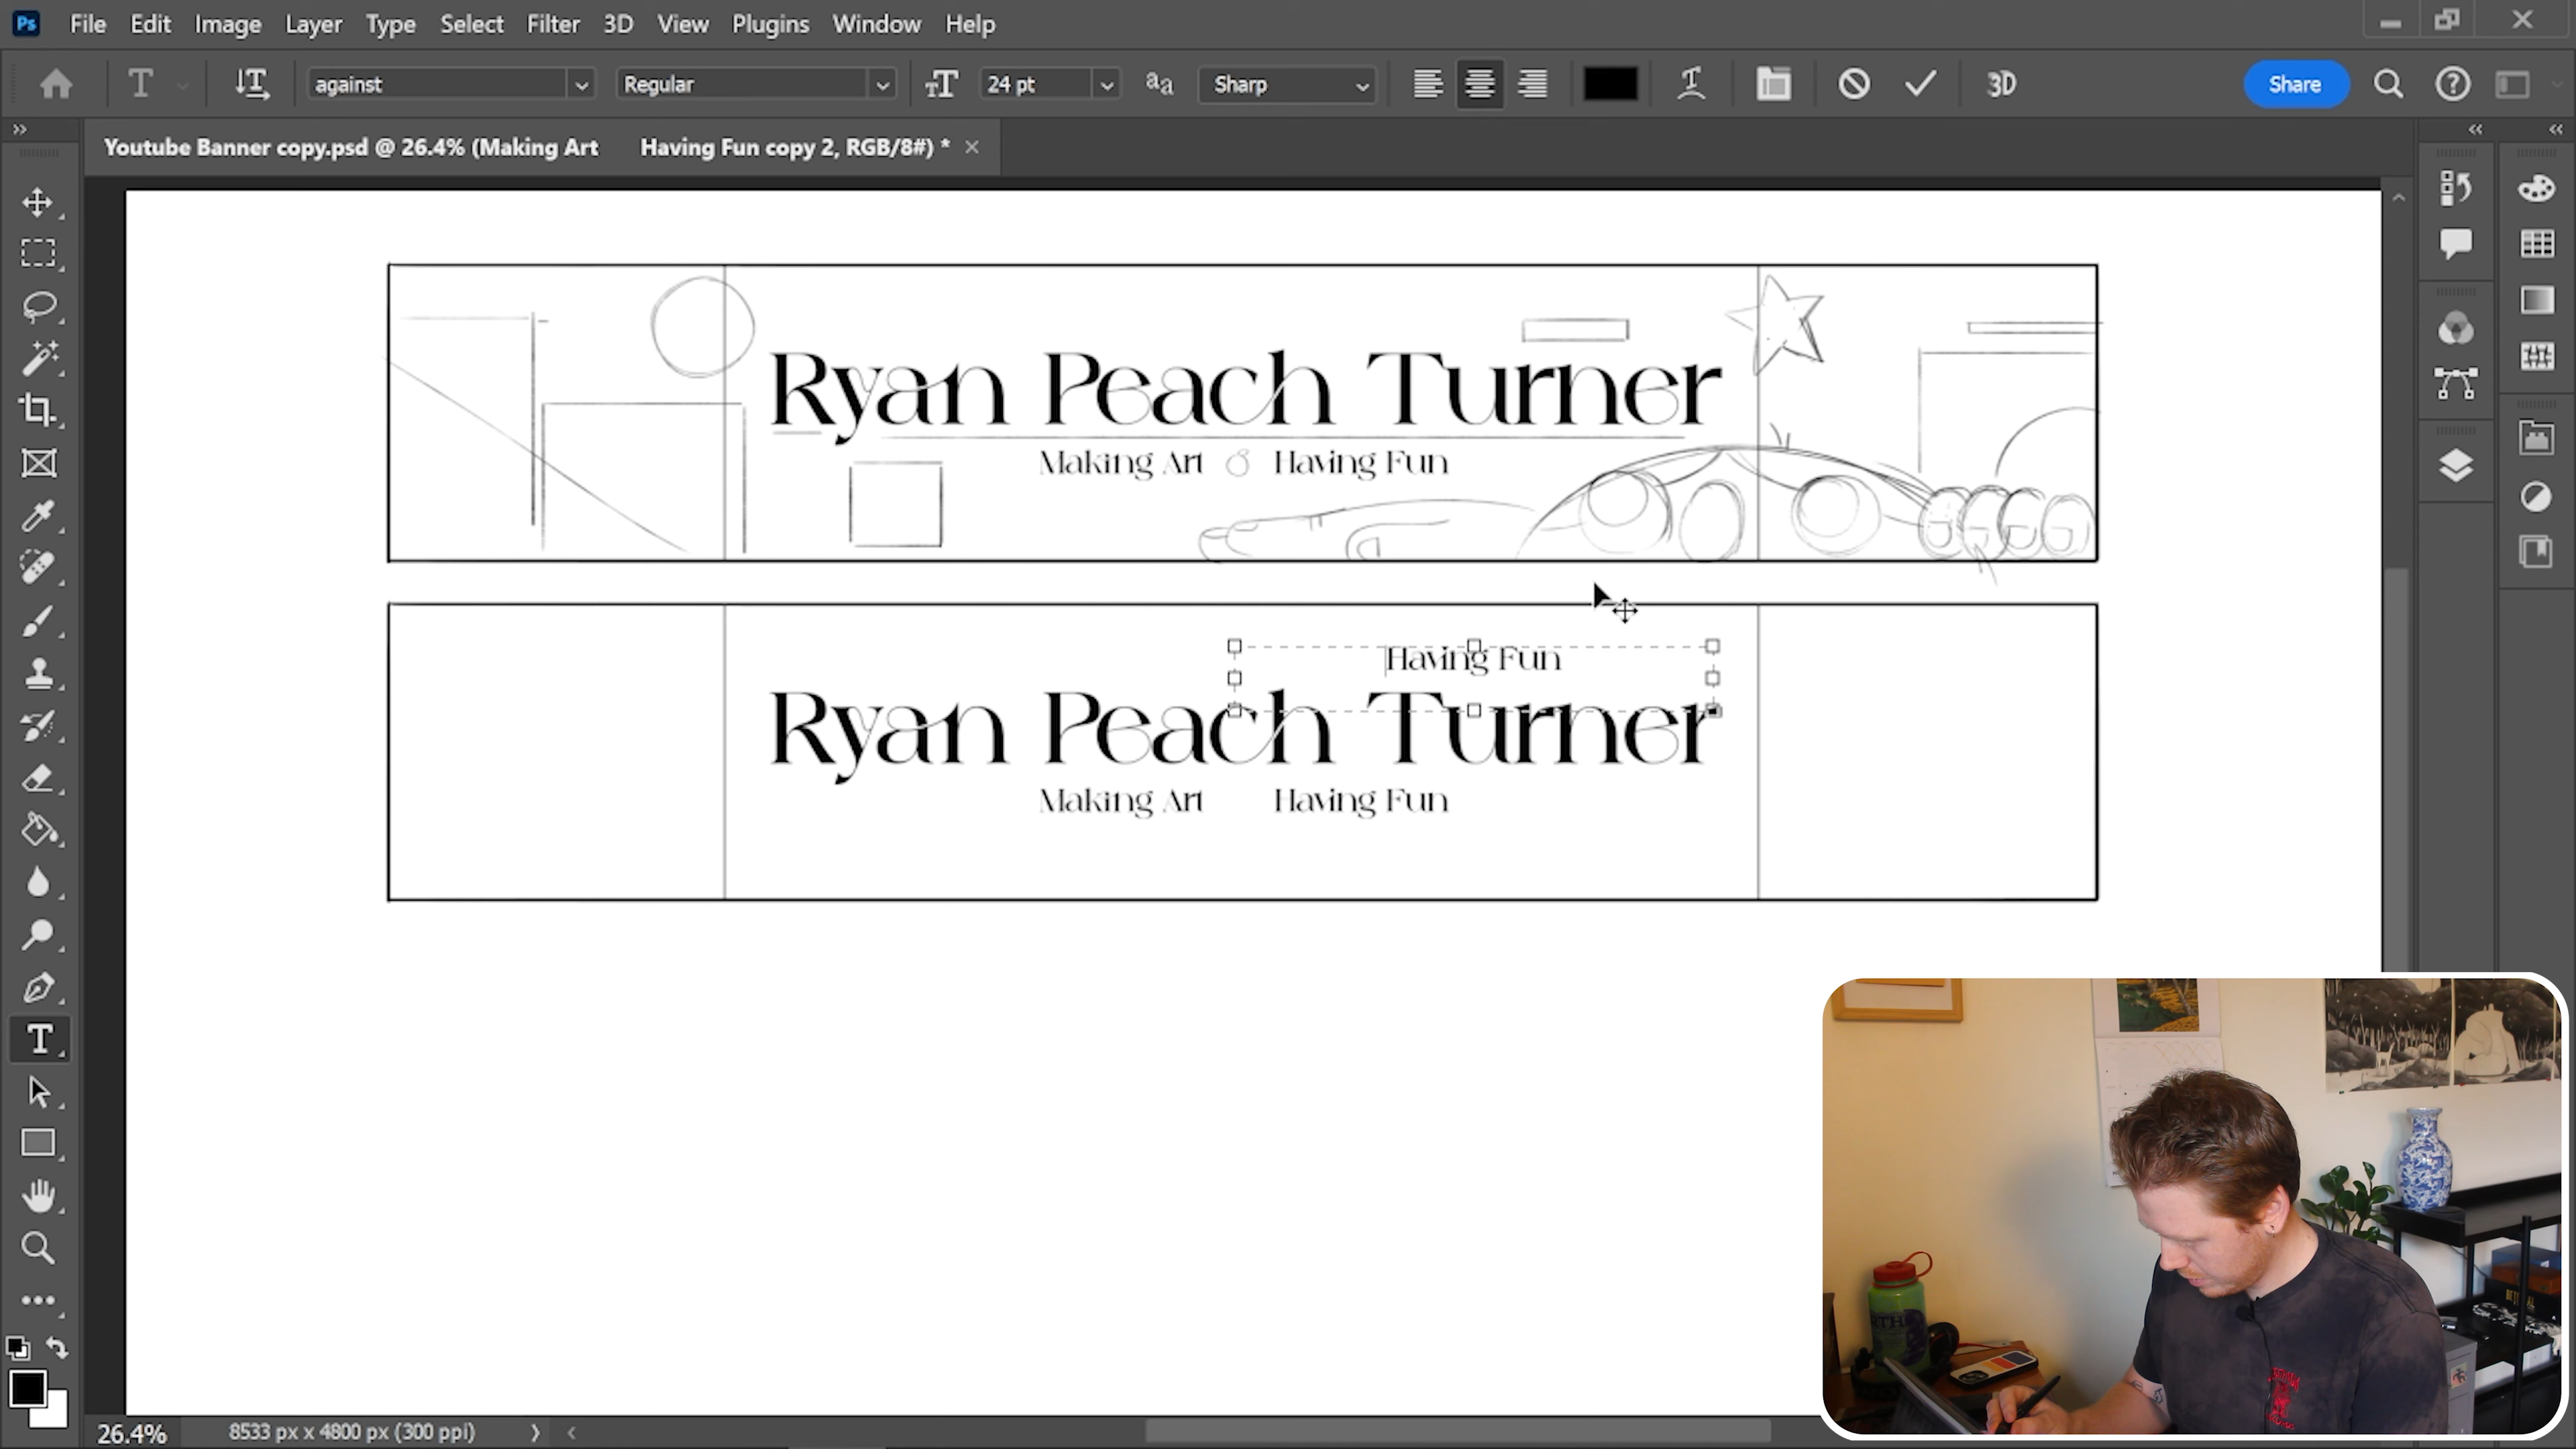 Ps File Edit Image Layer Type Select Filter 3D View Plugins Window Help
T against Regular 24 pt aa Sharp 3D Share
Youtube Banner copy.psd @ 26.4% (Making Art Having Fun copy 2, RGB/8#) * ×
Ryan Peach Turner
Making Art Having Fun
Having Fun
Ryan Peach Turner
Making Art Having Fun
T
26.4% 8533 px x 4800 px (300 ppi)